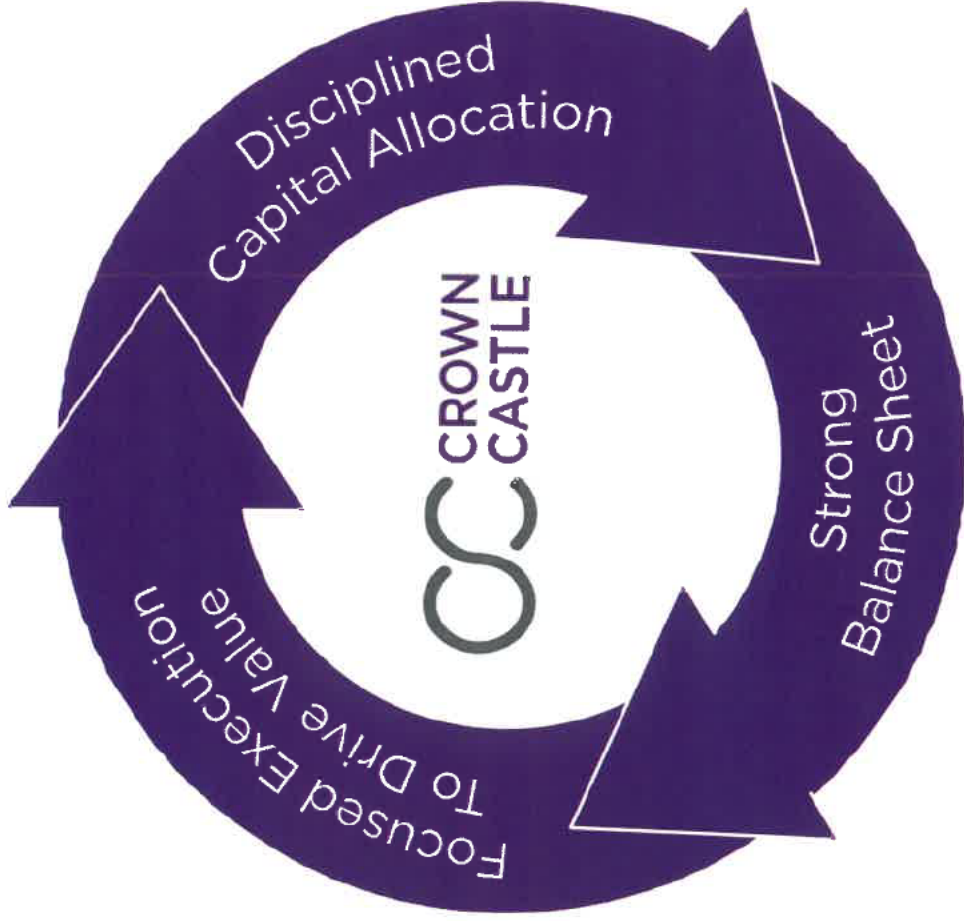 Focused Execution
To Drive Value
Disciplined
Capital Allocation
Strong
Balance Sheet
CROWN
CASTLE